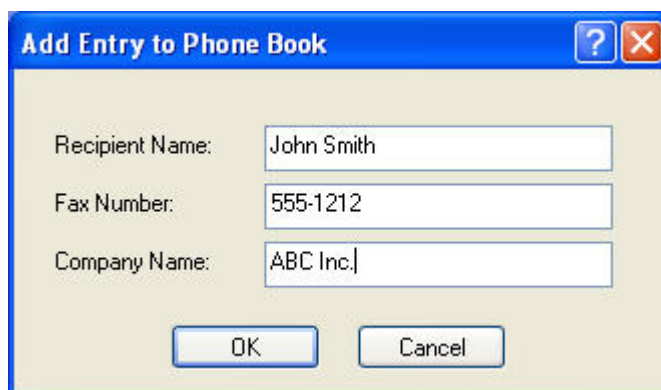 Add Entry to Phone Book ?
Recipient Name: John Smith
Fax Number: 555-1212
Company Name: ABC Inc.
OK Cancel